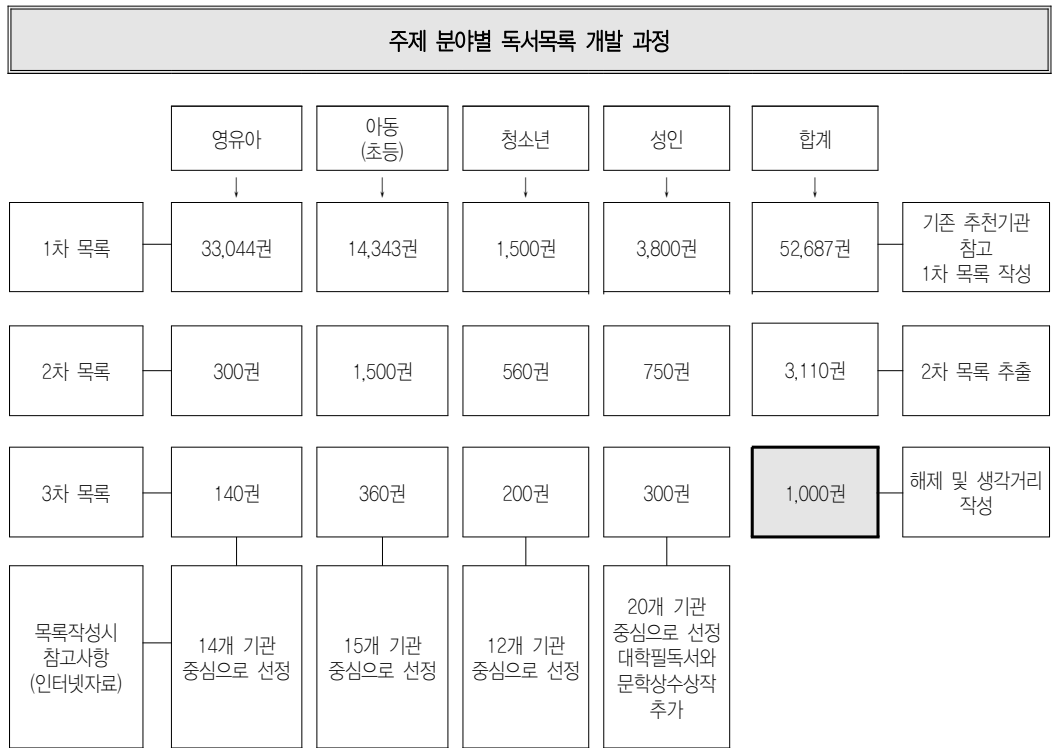 주제 분야별 독서목록 개발 과정
영유아
아동
(초등)
청소년
성인
합계
↓ ↓ ↓ ↓ ↓
1차 목록
33,044권
14,343권
1,500권
3,800권
52,687권
기존 추천기관
참고
1차 목록 작성
2차 목록
300권
1,500권
560권
750권
3,110권
2차 목록 추출
3차 목록
140권
360권
200권
300권
1,000권
해제 및 생각거리
작성
목록작성시
참고사항
(인터넷자료)
14개 기관
중심으로 선정
15개 기관
중심으로 선정
12개 기관
중심으로 선정
20개 기관
중심으로 선정
대학필독서와
문학상수상작
추가